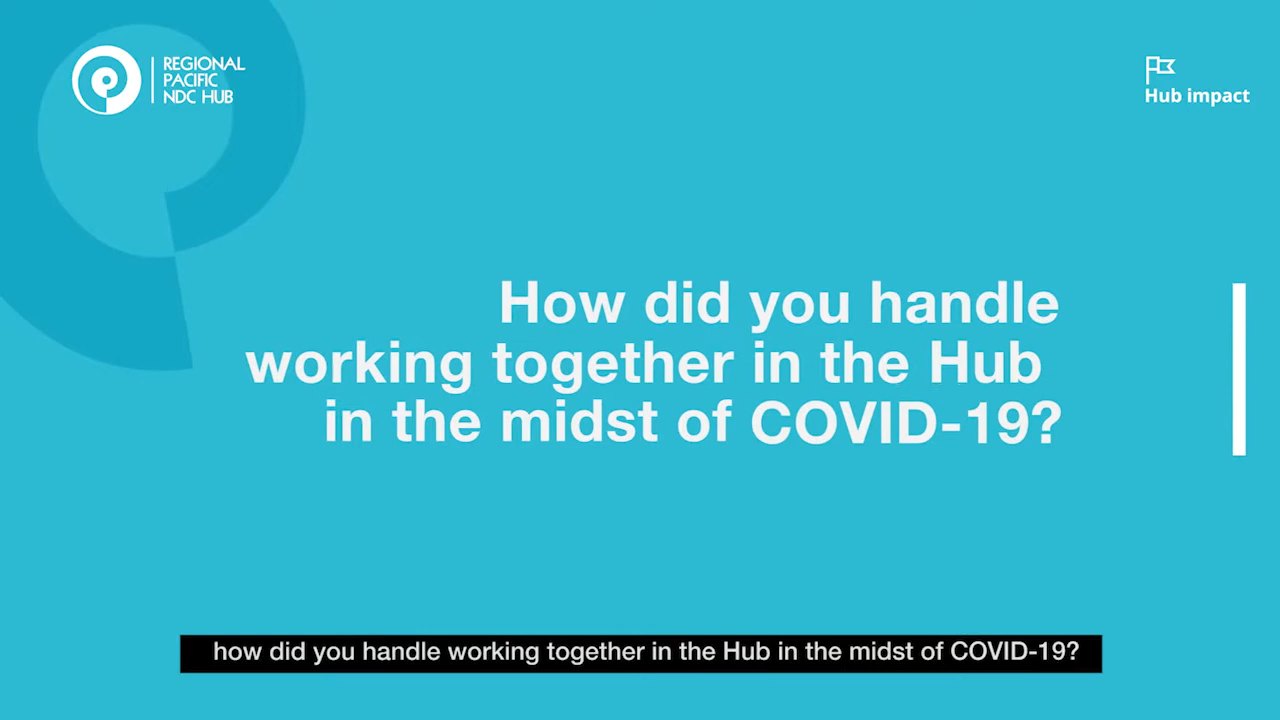 REGIONAL
PACIFIC
NDC HUB
Hub impact
How did you handle
working together in the Hub
in the midst of COVID-19?
how did you handle working together in the Hub in the midst of COVID-19?